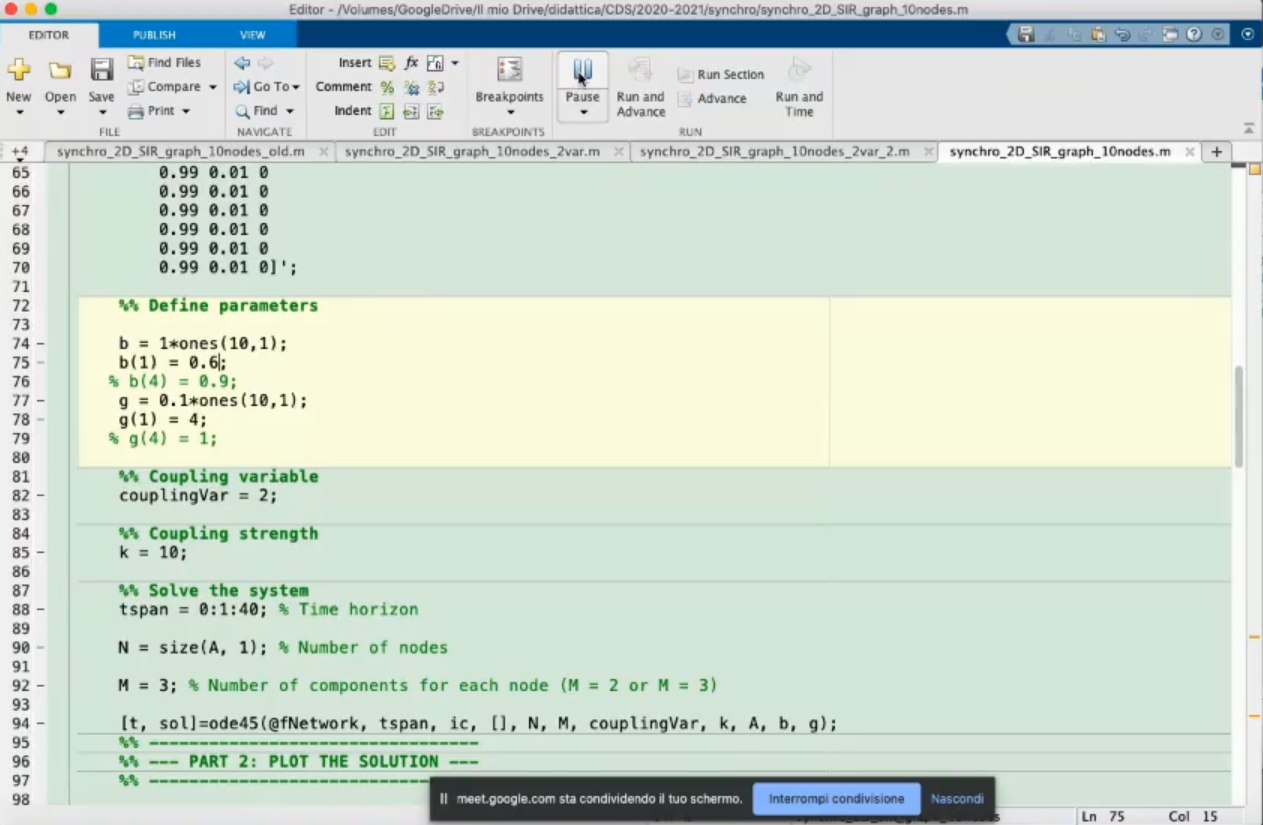 Editor - /Volumes/GoogleDrive/Il mio Drive/didattica/CDS/2020-2021/synchro/synchro_2D_SIR_graph_10nodes.m
EDITOR PUBLISH VIEW
New Open Save Find Files Compare Print
Go To Find
Insert fx
Comment %
Indent
Breakpoints
Pause
Run and Advance
Run Section
Advance
Run and Time
FILE NAVIGATE EDIT BREAKPOINTS RUN
+4 synchro_2D_SIR_graph_10nodes_old.m × synchro_2D_SIR_graph_10nodes_2var.m × synchro_2D_SIR_graph_10nodes_2var_2.m × synchro_2D_SIR_graph_10nodes.m × +
65 0.99 0.01 0
66 0.99 0.01 0
67 0.99 0.01 0
68 0.99 0.01 0
69 0.99 0.01 0
70 0.99 0.01 0]';
71
72 %% Define parameters
73
74 – b = 1*ones(10,1);
75 – b(1) = 0.6;
76 % b(4) = 0.9;
77 – g = 0.1*ones(10,1);
78 – g(1) = 4;
79 % g(4) = 1;
80
81 %% Coupling variable
82 – couplingVar = 2;
83
84 %% Coupling strength
85 – k = 10;
86
87 %% Solve the system
88 – tspan = 0:1:40; % Time horizon
89
90 – N = size(A, 1); % Number of nodes
91
92 – M = 3; % Number of components for each node (M = 2 or M = 3)
93
94 – [t, sol]=ode45(@fNetwork, tspan, ic, [], N, M, couplingVar, k, A, b, g);
95 %% ---------------------------------
96 %% --- PART 2: PLOT THE SOLUTION ---
97 %% ----------------------------
98
meet.google.com sta condividendo il tuo schermo. Interrompi condivisione Nascondi
Ln 75 Col 15